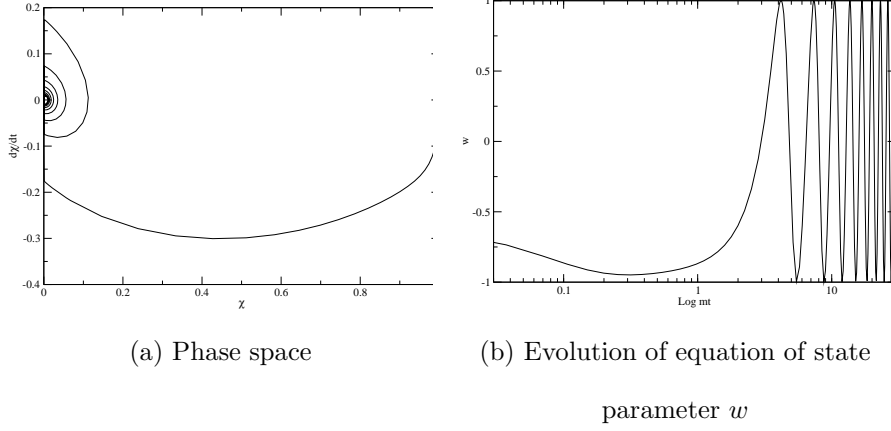 0.2
0.1
0
-0.1
-0.2
-0.3
-0.4
dχ/dt
0 0.2 0.4 0.6 0.8
χ
1
0.5
0
-0.5
-1
w
0.1 1 10
Log mt
(a) Phase space
(b) Evolution of equation of state
parameter w